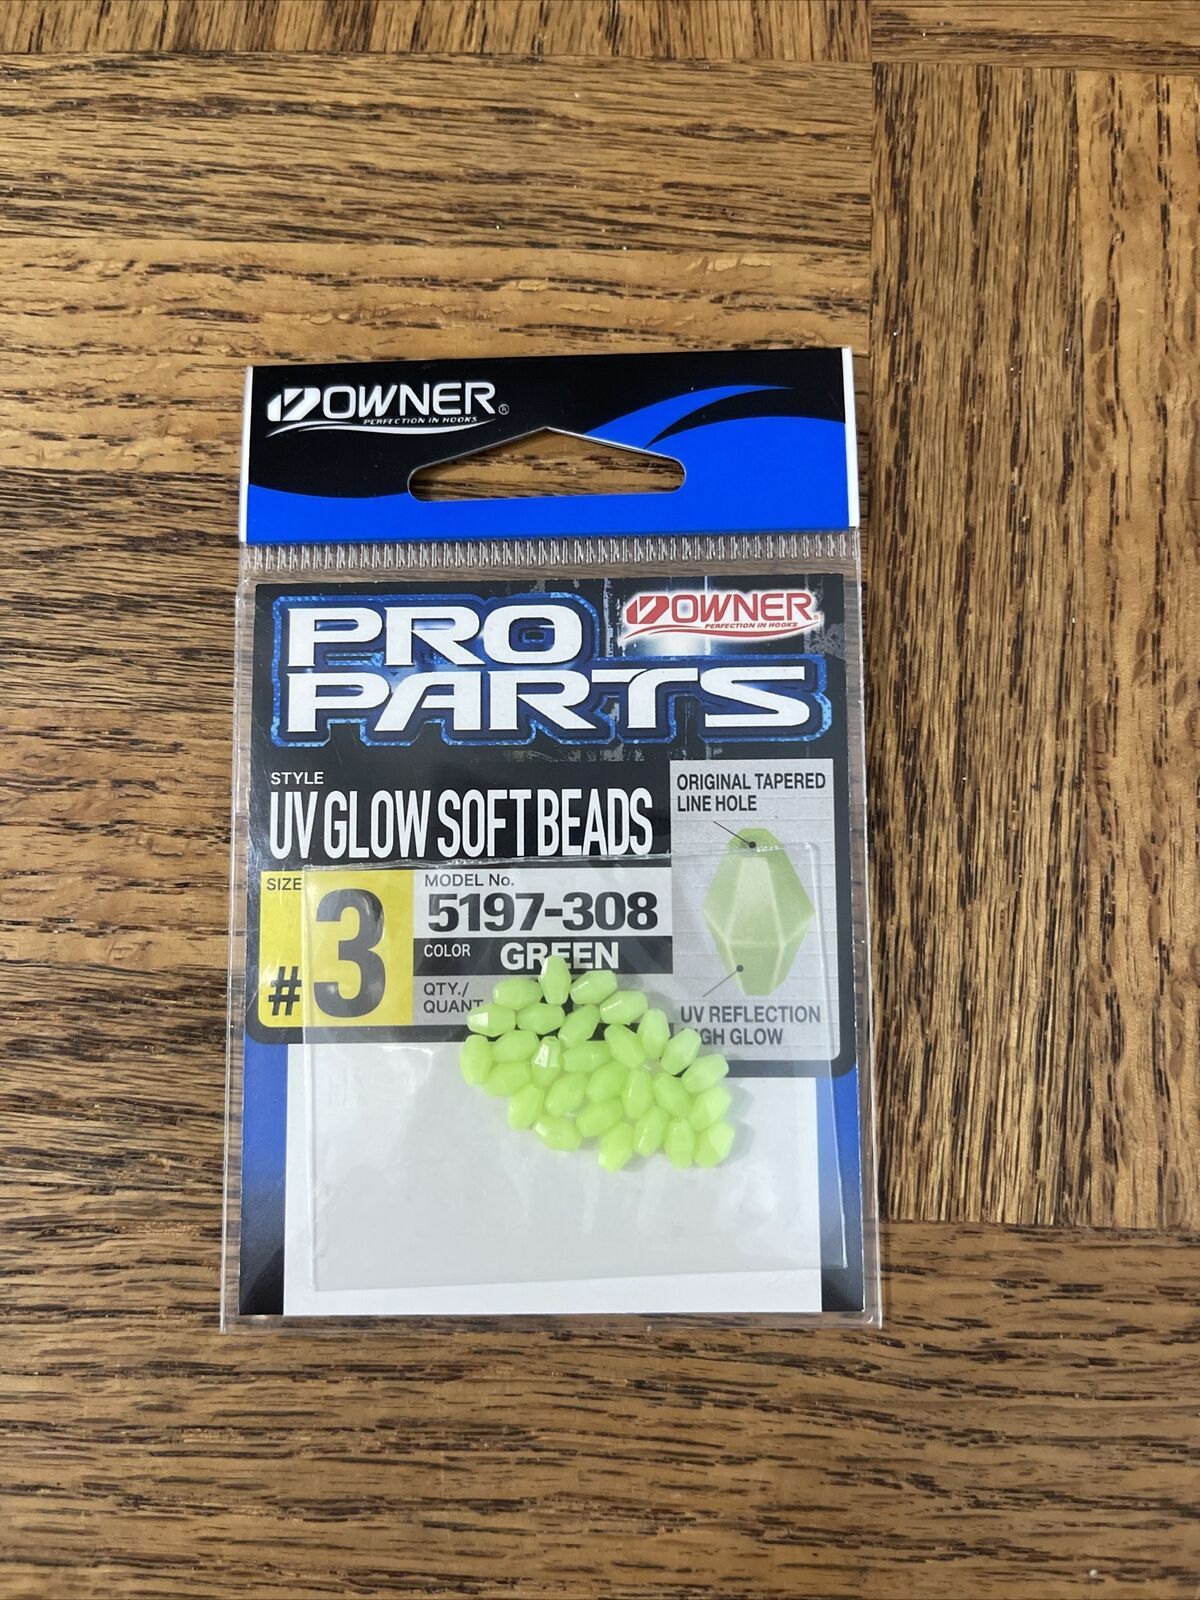 OWNER®
PERFECTION IN HOOKS
PRO
PARTS
OWNER®
PERFECTION IN HOOKS
STYLE
UV GLOW SOFT BEADS
SIZE
#3
MODEL No.
5197-308
COLOR GREEN
QTY./
QUANT
ORIGINAL TAPERED
LINE HOLE
UV REFLECTION
GLOW